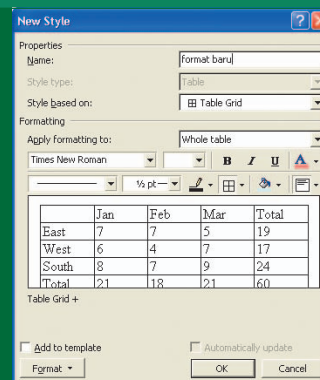 New Style
Properties
Name: format baru
Style type: Table
Style based on: Table Grid
Formatting
Apply formatting to: Whole table
Times New Roman B I U A
½ pt
Jan Feb Mar Total
East 7 7 5 19
West 6 4 7 17
South 8 7 9 24
Total 21 18 21 60
Table Grid +
Add to template Automatically update
Format OK Cancel